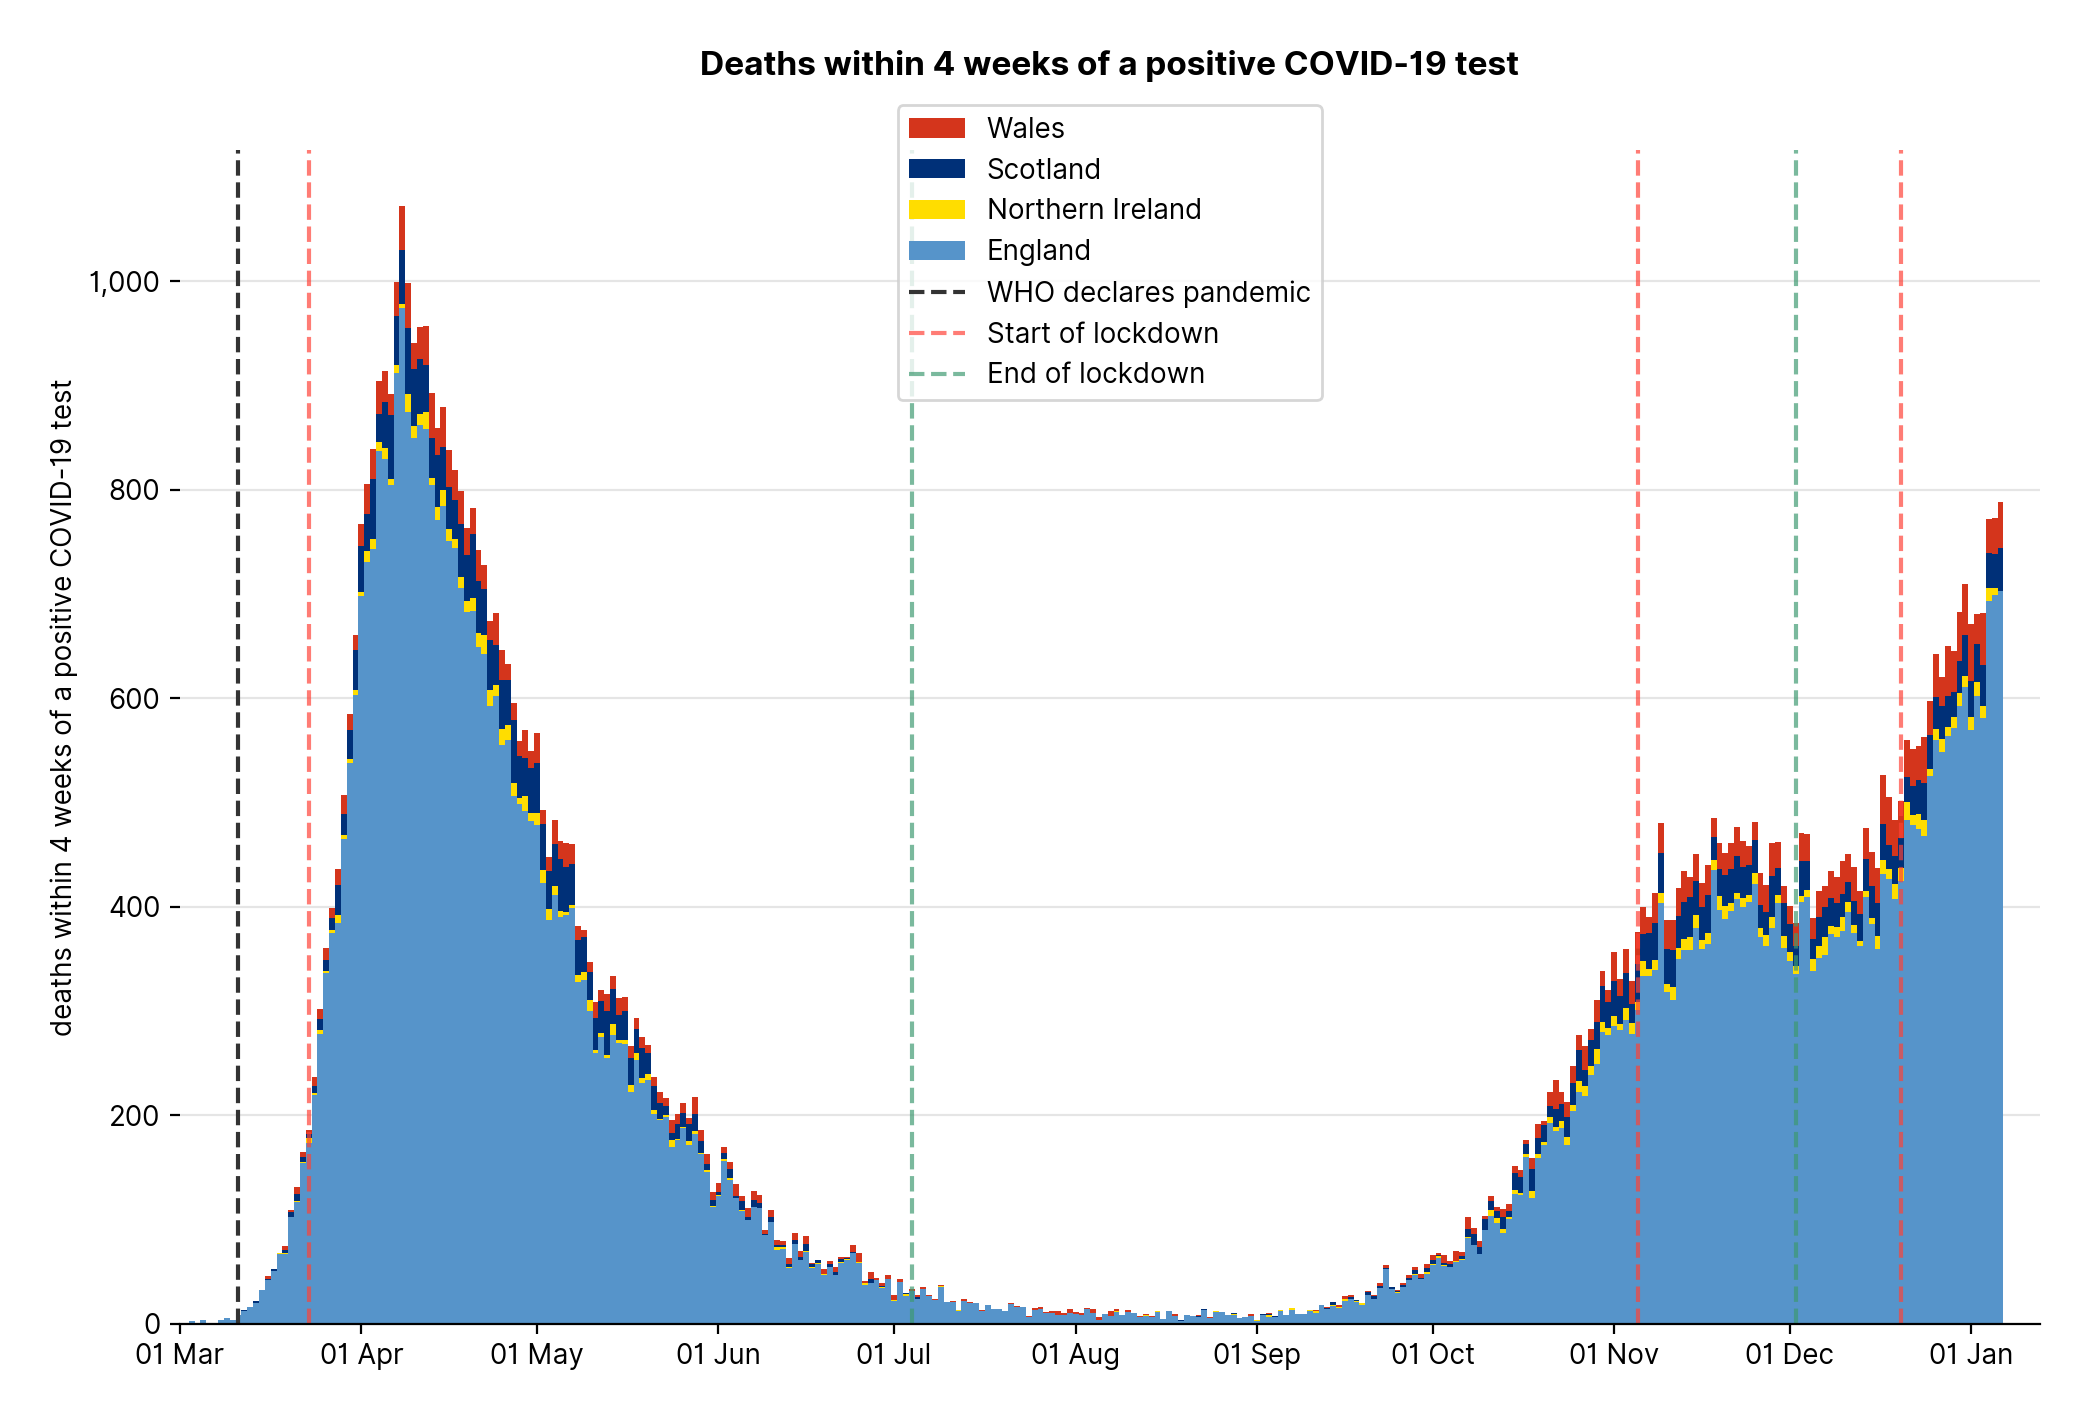 Deaths within 4 weeks of a positive COVID-19 test
Wales
Scotland
Northern Ireland
England
WHO declares pandemic
Start of lockdown
End of lockdown
deaths within 4 weeks of a positive COVID-19 test
1,000
800
600
400
200
0
01 Mar
01 Apr
01 May
01 Jun
01 Jul
01 Aug
01 Sep
01 Oct
01 Nov
01 Dec
01 Jan